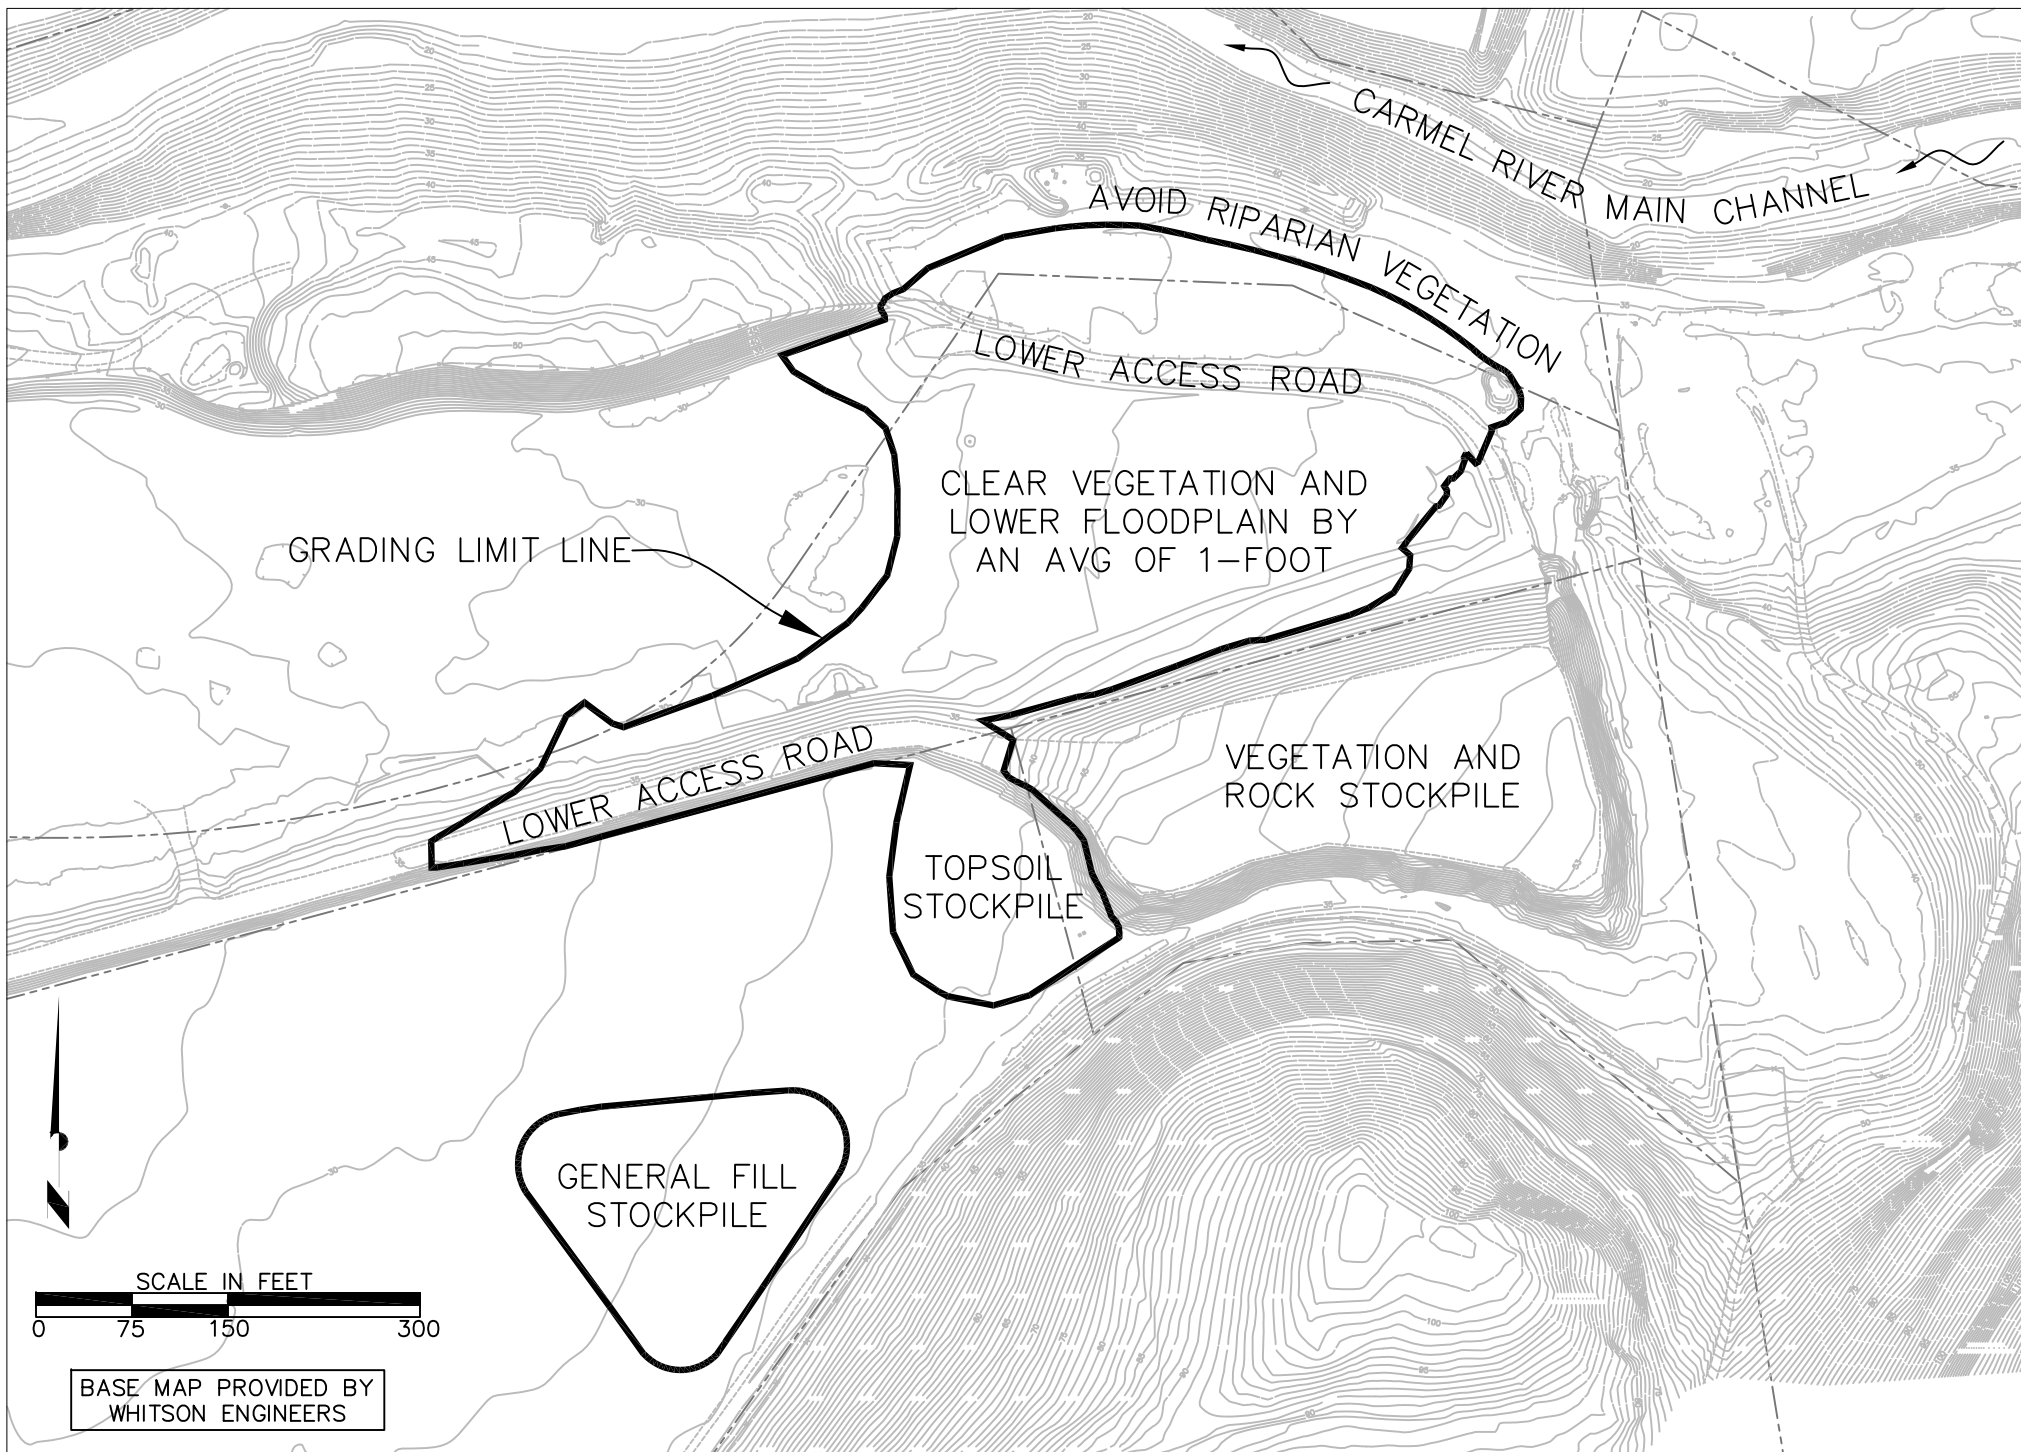 CARMEL RIVER MAIN CHANNEL
AVOID RIPARIAN VEGETATION
LOWER ACCESS ROAD
CLEAR VEGETATION AND
LOWER FLOODPLAIN BY
AN AVG OF 1-FOOT
GRADING LIMIT LINE
LOWER ACCESS ROAD
VEGETATION AND
ROCK STOCKPILE
TOPSOIL
STOCKPILE
GENERAL FILL
STOCKPILE
SCALE IN FEET
0 75 150 300
BASE MAP PROVIDED BY
WHITSON ENGINEERS